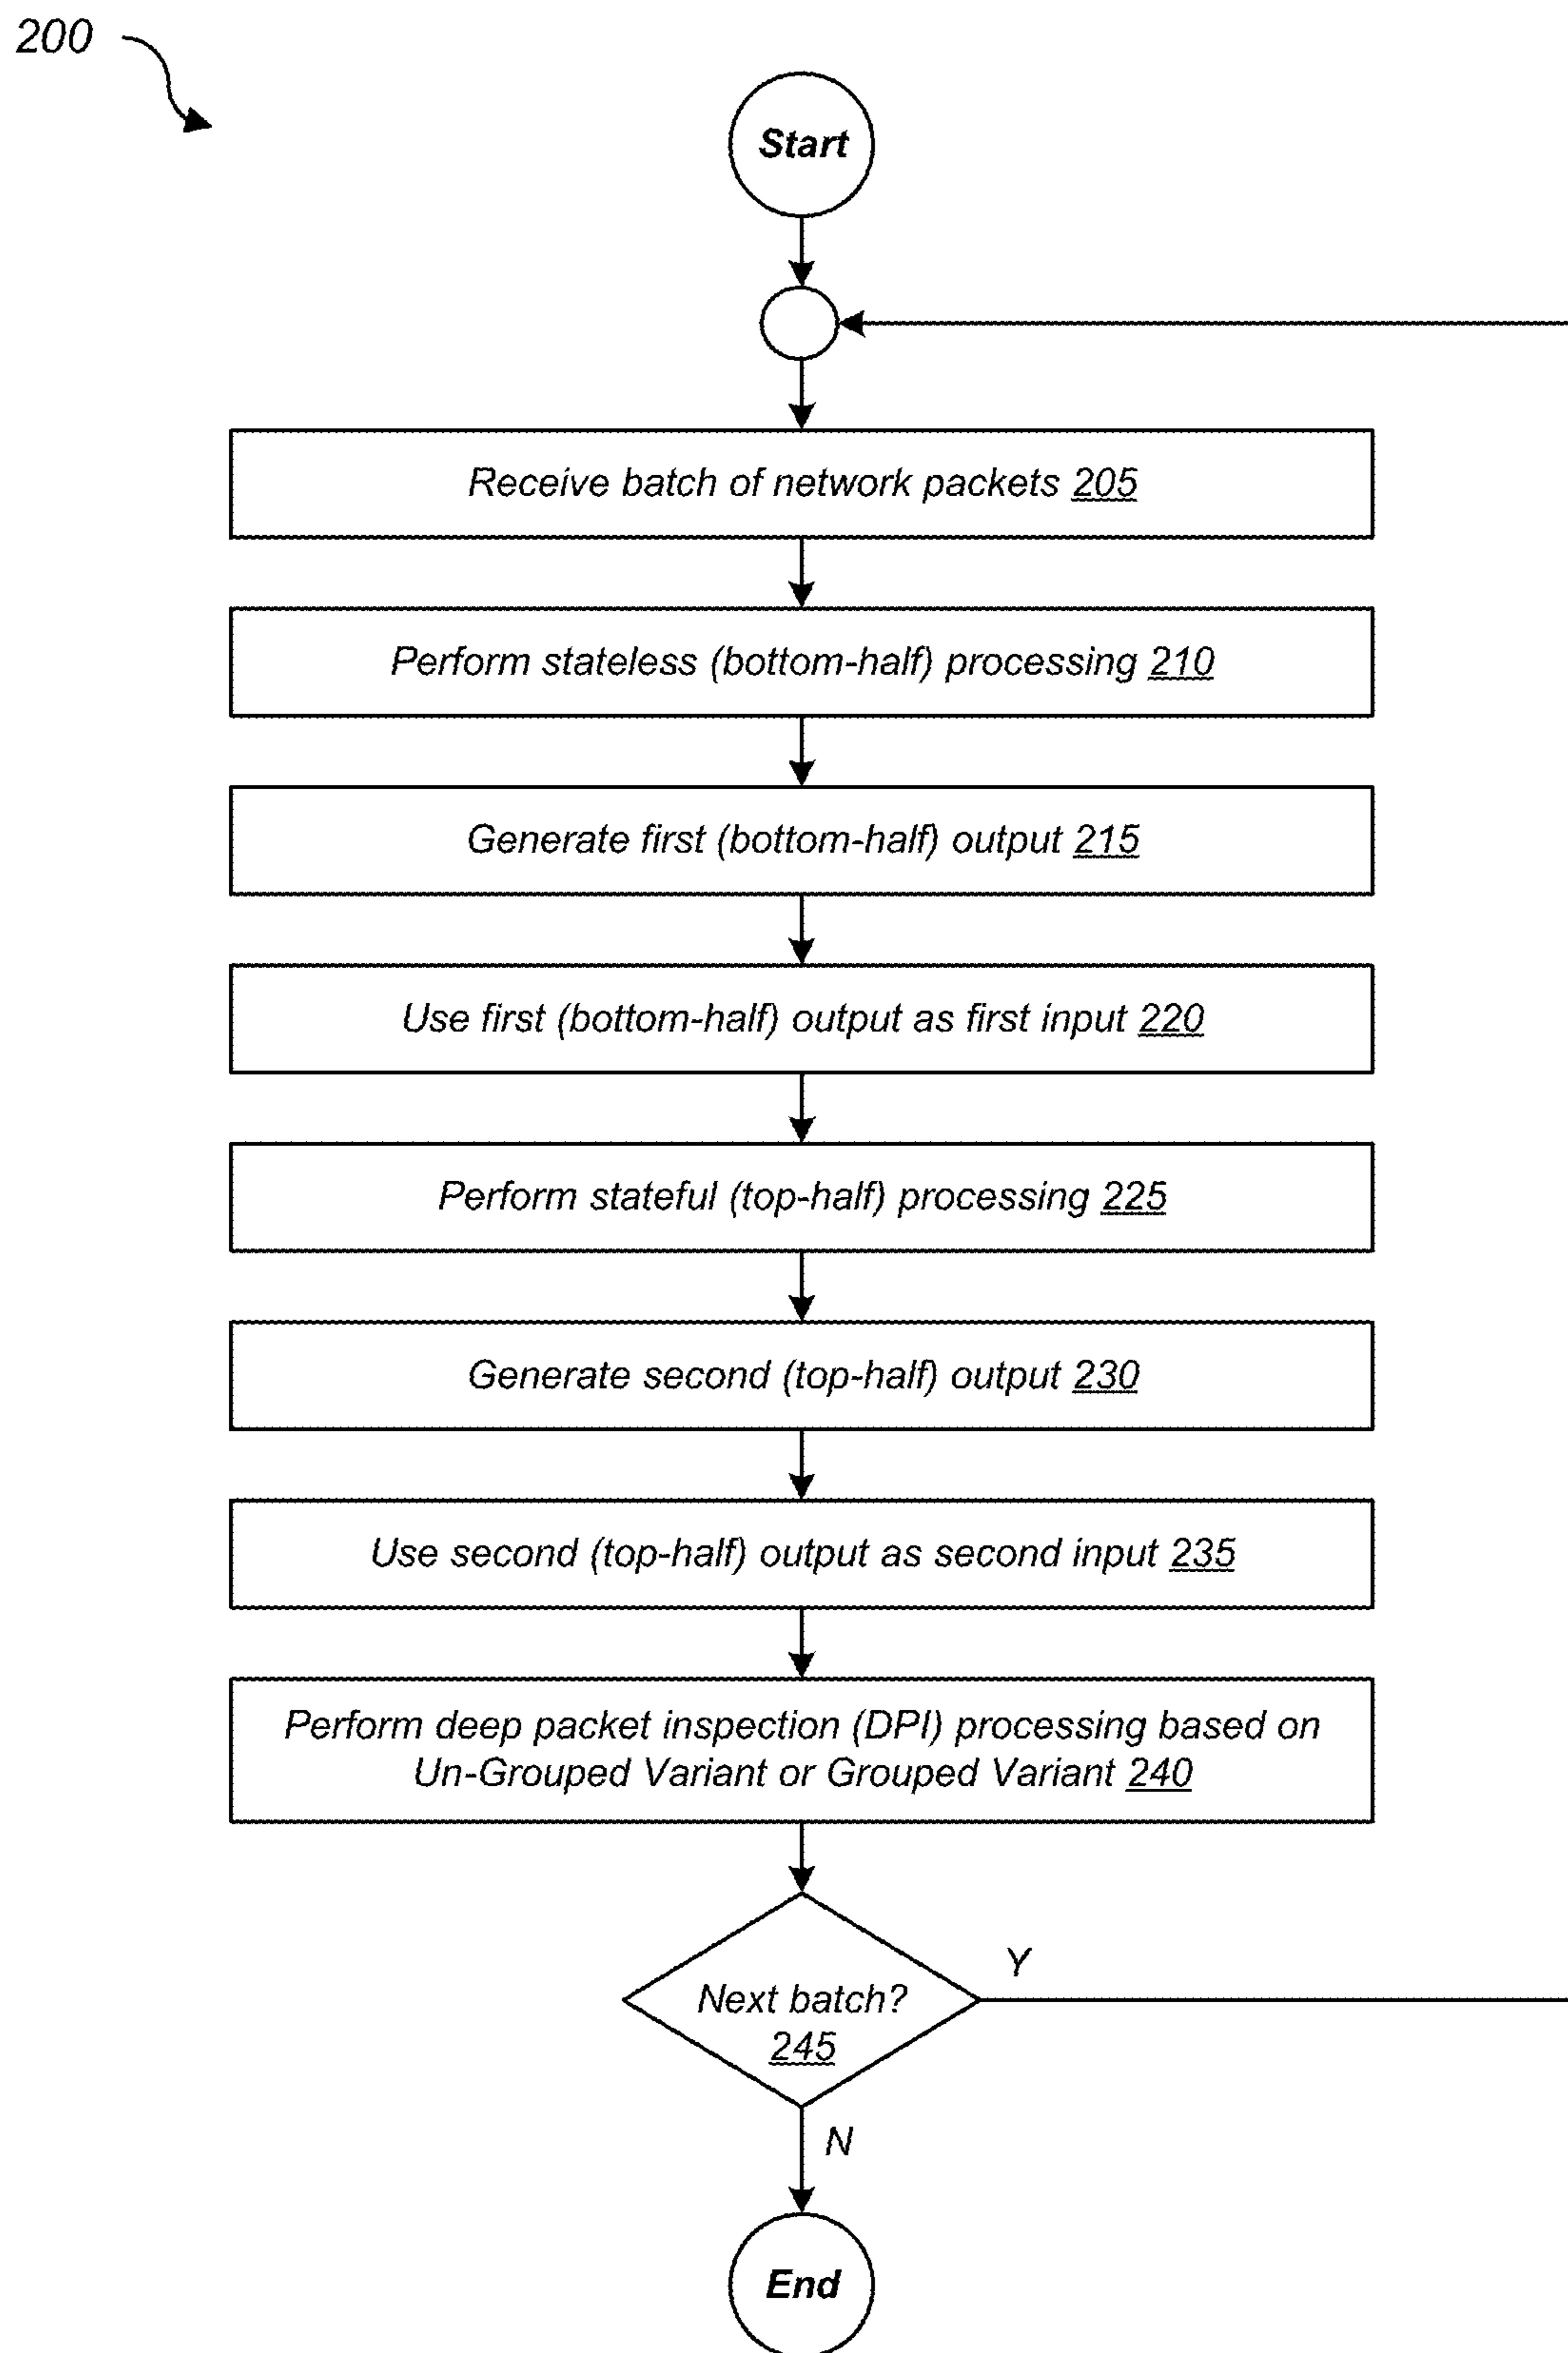 200
Start
Receive batch of network packets 205
Perform stateless (bottom-half) processing 210
Generate first (bottom-half) output 215
Use first (bottom-half) output as first input 220
Perform stateful (top-half) processing 225
Generate second (top-half) output 230
Use second (top-half) output as second input 235
Perform deep packet inspection (DPI) processing based on
Un-Grouped Variant or Grouped Variant 240
Y
Next batch?
245
N
End